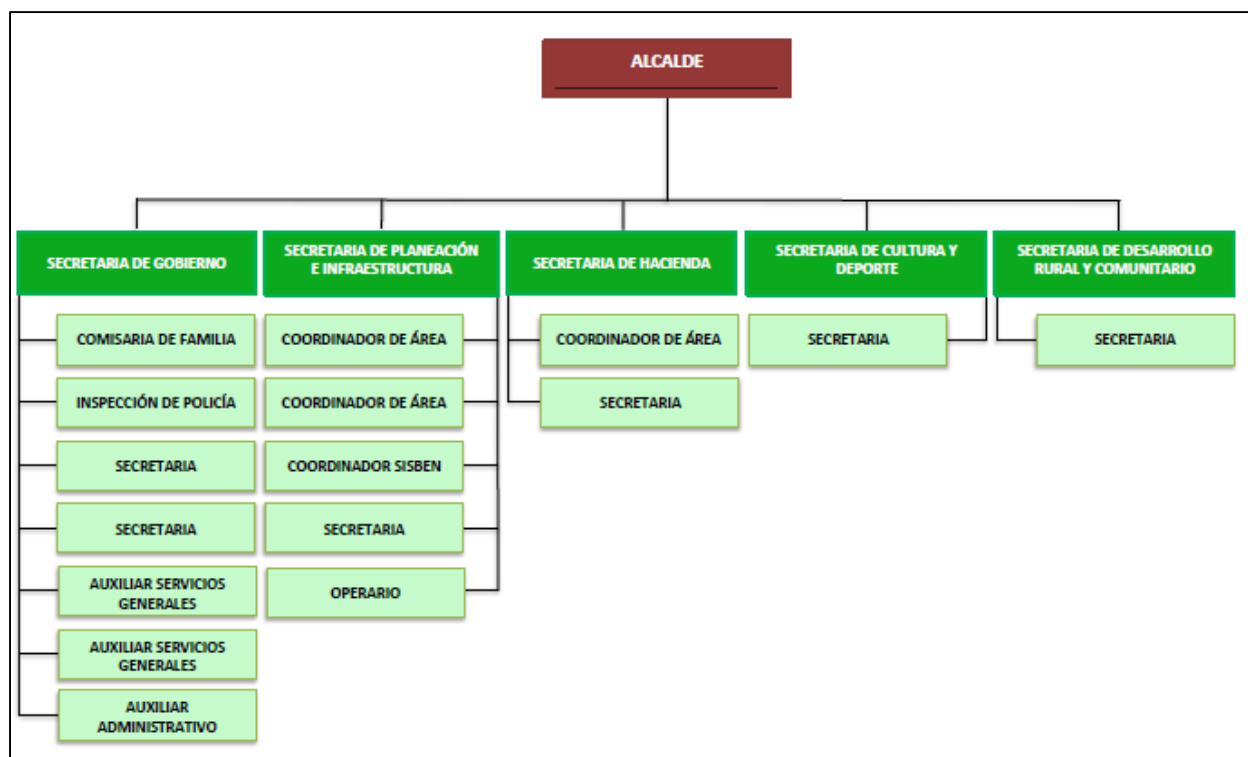 ALCALDE
SECRETARIA DE GOBIERNO
SECRETARIA DE PLANEACIÓN
E INFRAESTRUCTURA
SECRETARIA DE HACIENDA
SECRETARIA DE CULTURA Y
DEPORTE
SECRETARIA DE DESARROLLO
RURAL Y COMUNITARIO
COMISARIA DE FAMILIA
INSPECCIÓN DE POLICÍA
SECRETARIA
SECRETARIA
AUXILIAR SERVICIOS
GENERALES
AUXILIAR SERVICIOS
GENERALES
AUXILIAR
ADMINISTRATIVO
COORDINADOR DE ÁREA
COORDINADOR DE ÁREA
COORDINADOR SISBEN
SECRETARIA
OPERARIO
COORDINADOR DE ÁREA
SECRETARIA
SECRETARIA
SECRETARIA